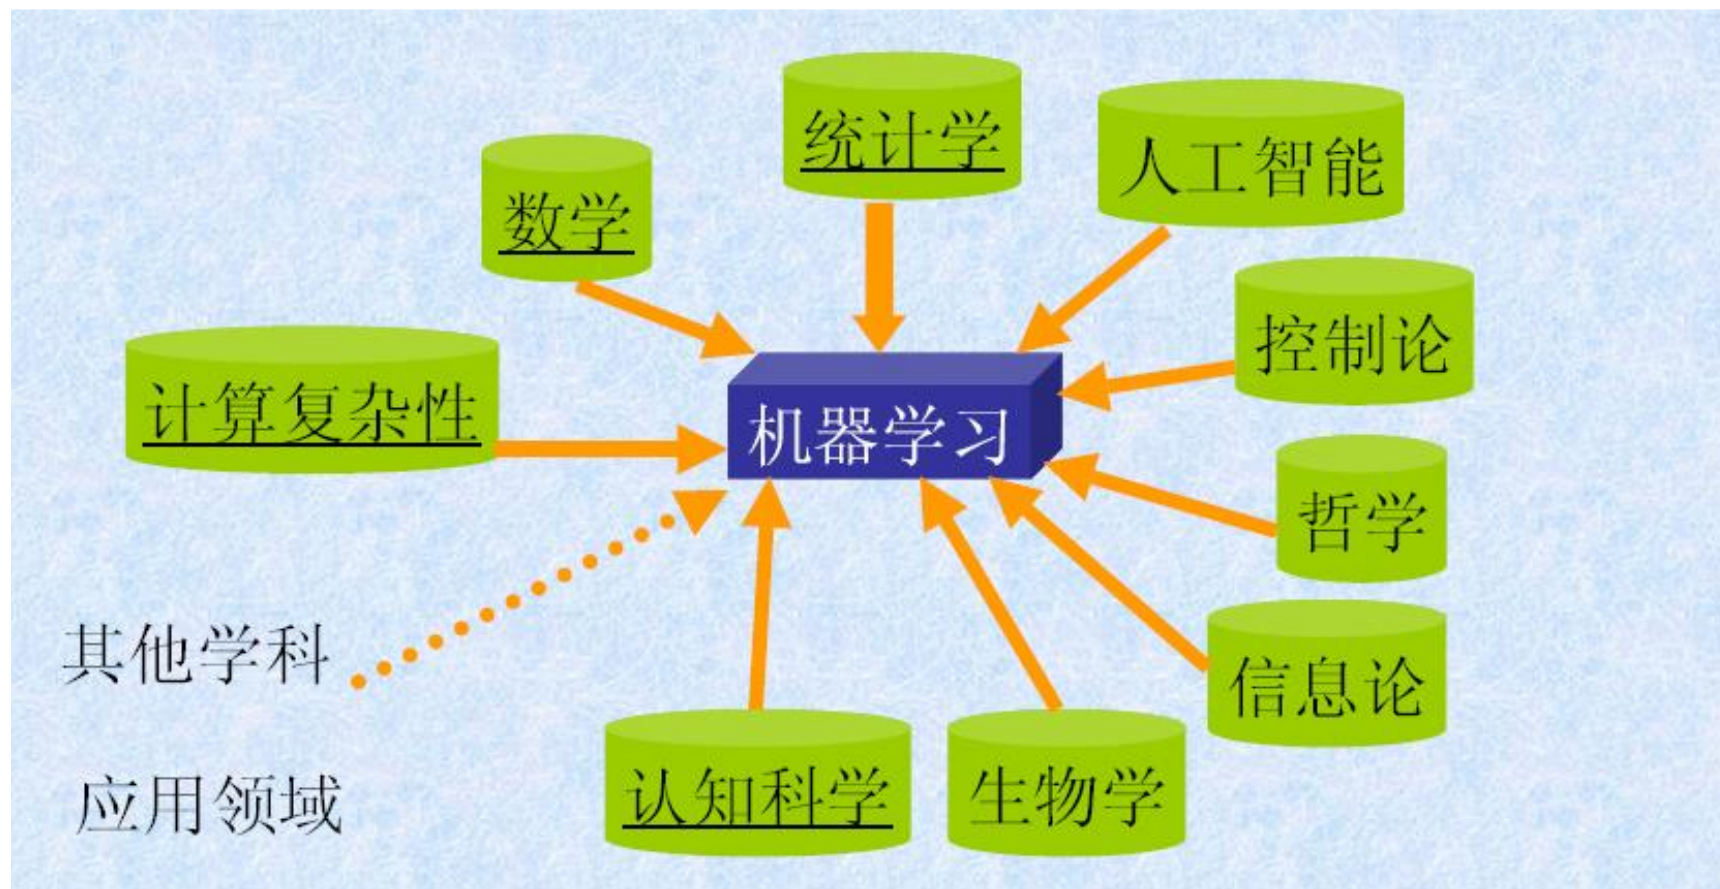 统计学
人工智能
数学
控制论
计算复杂性
机器学习
哲学
其他学科
信息论
应用领域
认知科学
生物学